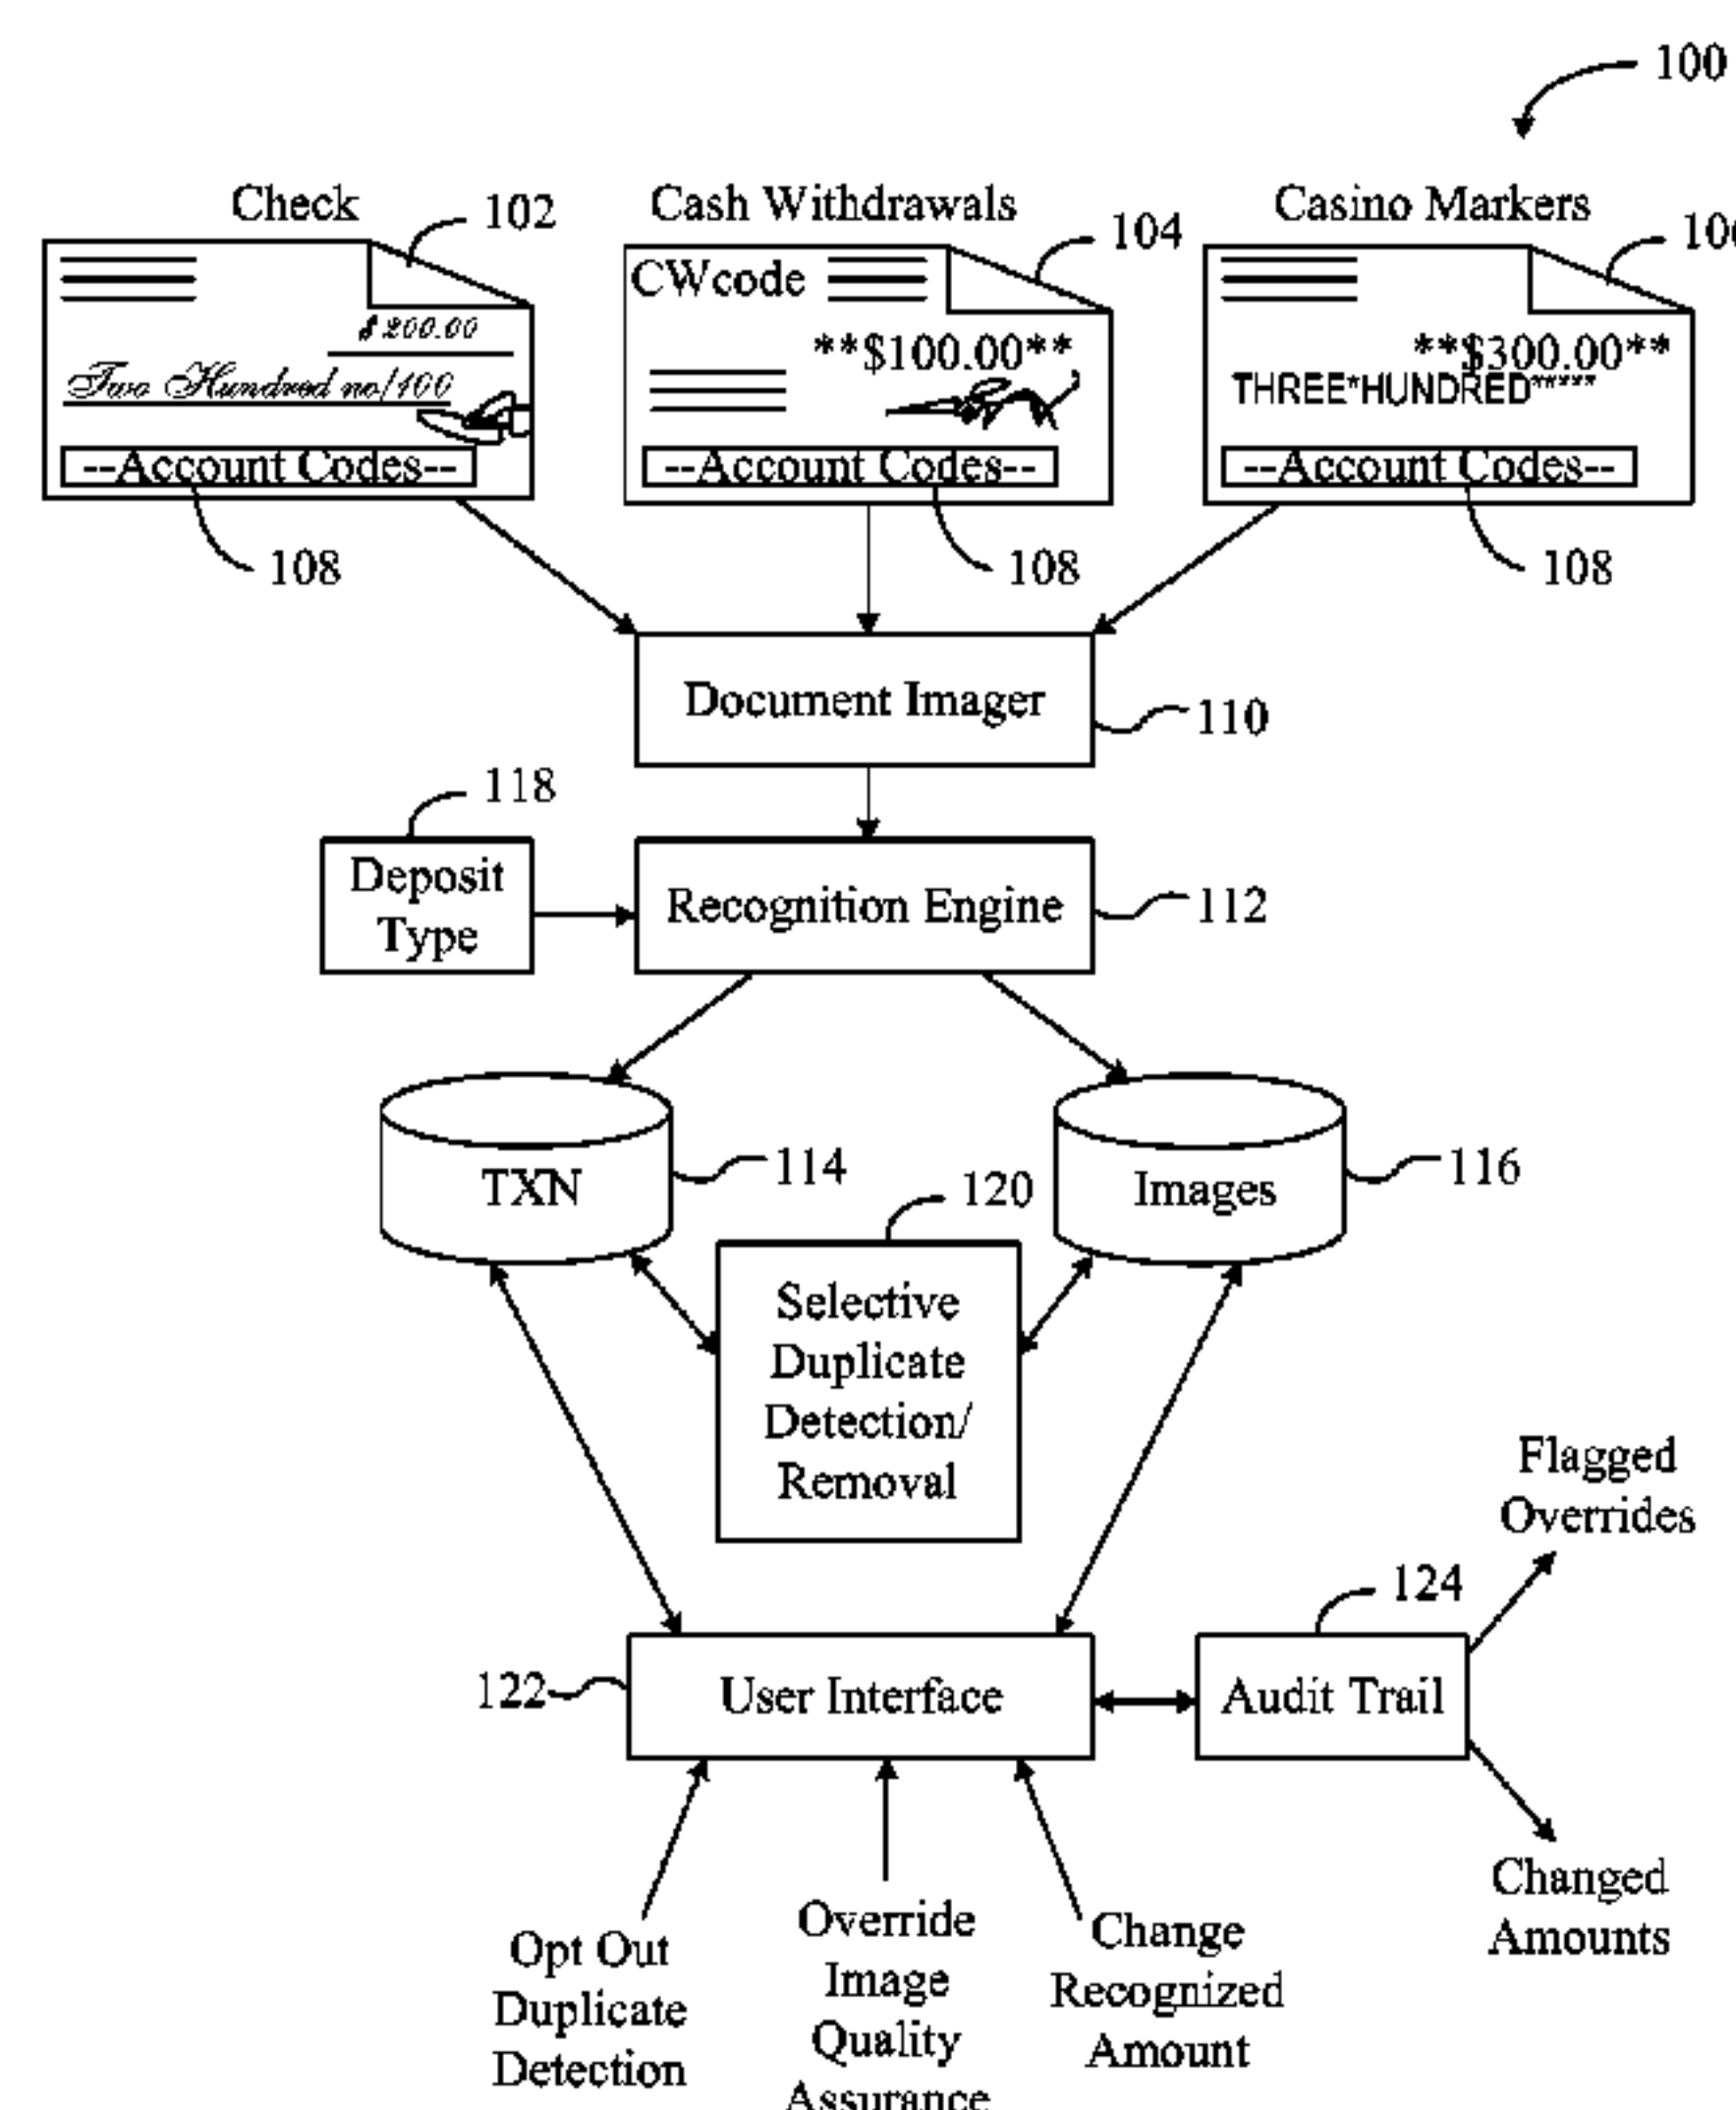 100
Check
102
Cash Withdrawals
104
Casino Markers
$200.00
Two Hundred no/100
--Account Codes--
108
CWcode
**$100.00**
--Account Codes--
108
**$300.00**
THREE*HUNDRED*****
--Account Codes--
108
Document Imager
110
118
Deposit
Type
Recognition Engine
112
TXN
114
120
Images
116
Selective
Duplicate
Detection/
Removal
Flagged
Overrides
124
122
User Interface
Audit Trail
Opt Out
Duplicate
Detection
Override
Image
Quality
Assurance
Change
Recognized
Amount
Changed
Amounts